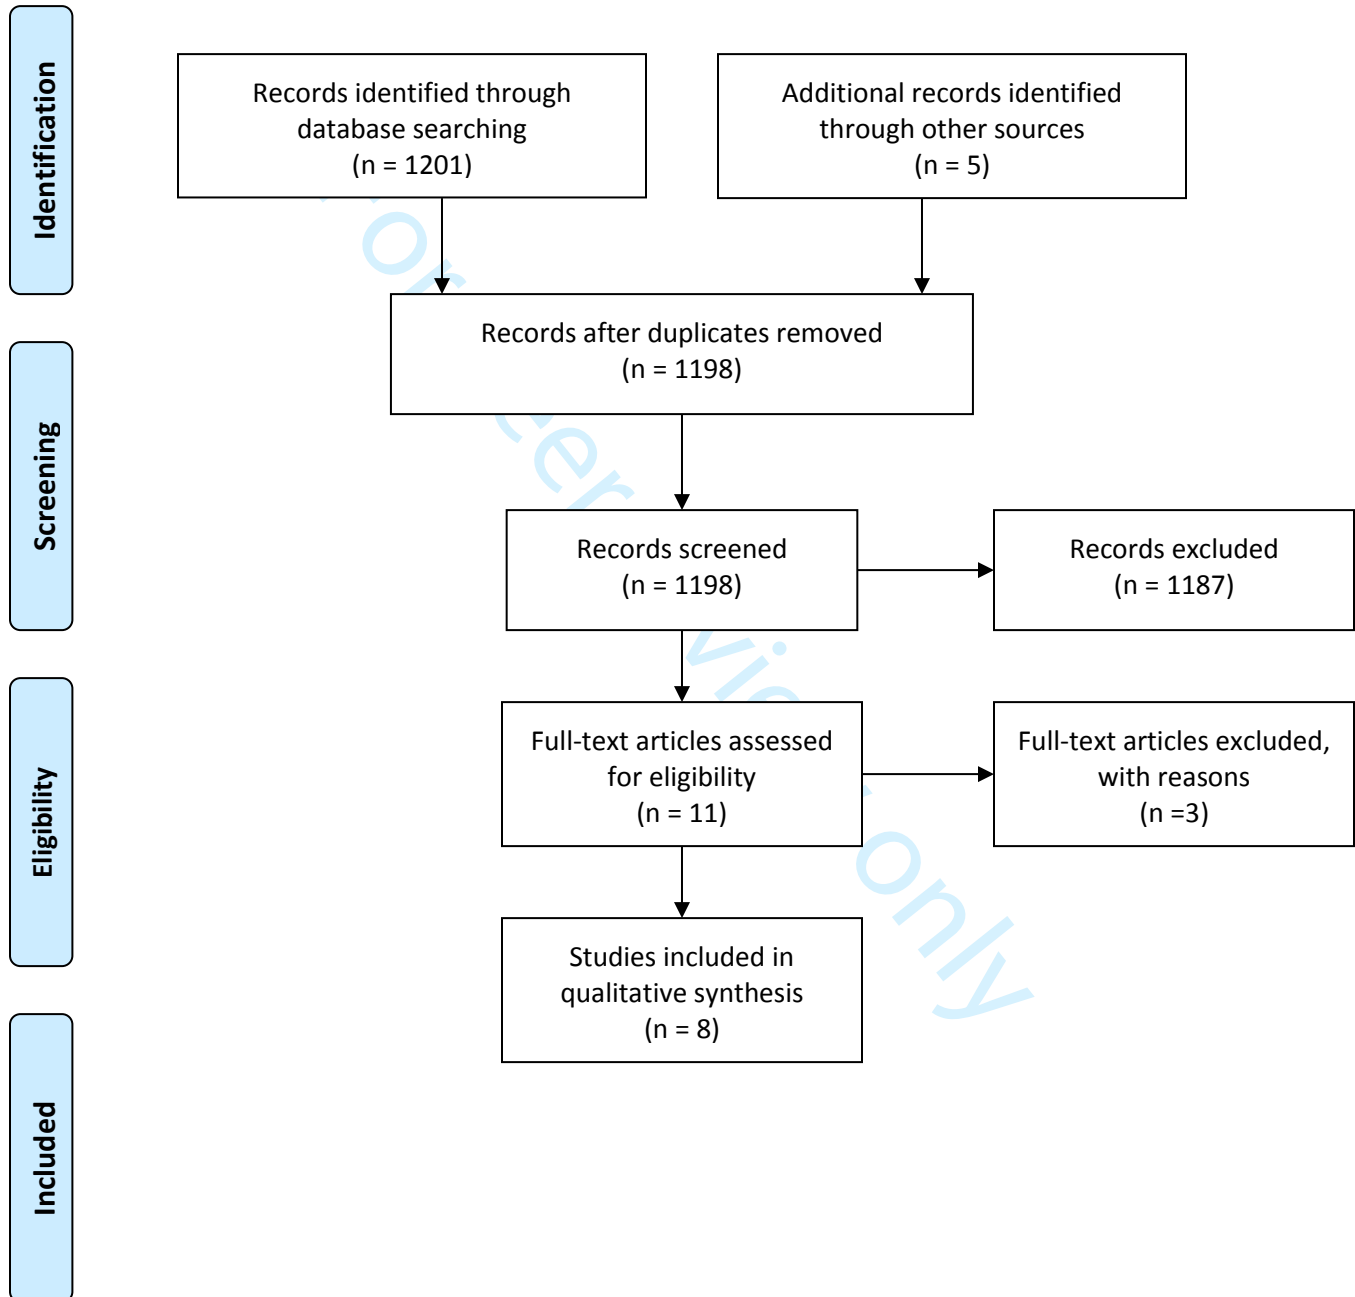 Identification
Records identified through
database searching
(n = 1201)
Additional records identified
through other sources
(n = 5)
Records after duplicates removed
(n = 1198)
Screening
Records screened
(n = 1198)
Records excluded
(n = 1187)
Eligibility
Full-text articles assessed
for eligibility
(n = 11)
Full-text articles excluded,
with reasons
(n =3)
Studies included in
qualitative synthesis
(n = 8)
Included
only